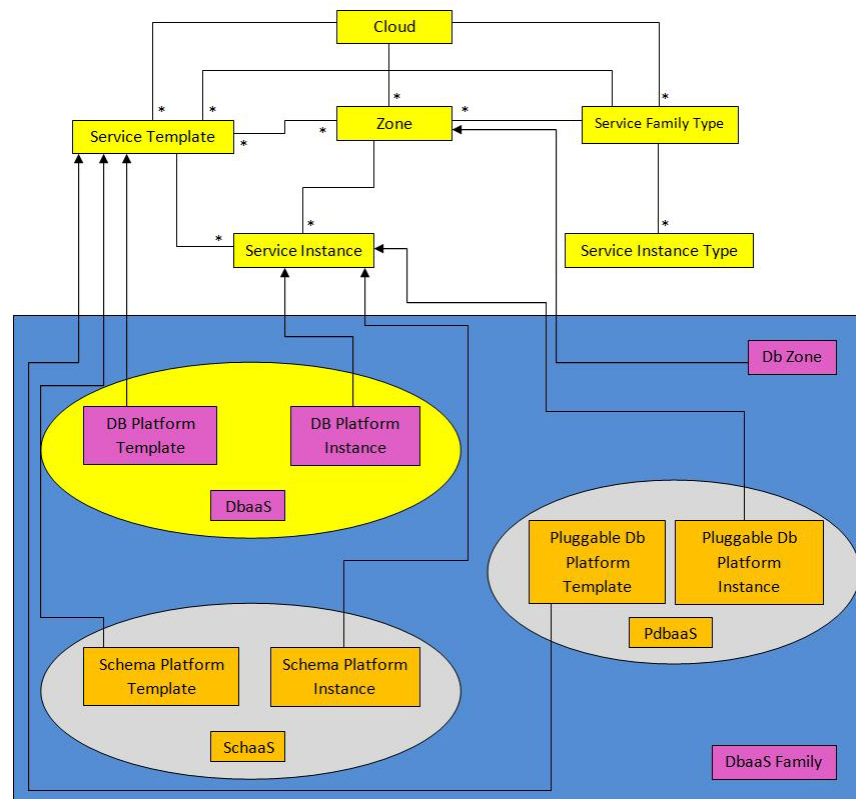 Cloud
*
*
*
*
*
Service Template
*
*
Zone
*
Service Family Type
*
Service Instance
*
*
Service Instance Type
Db Zone
DB Platform
Template
DB Platform
Instance
DbaaS
Pluggable Db
Platform
Template
Pluggable Db
Platform
Instance
PdbaaS
Schema Platform
Template
Schema Platform
Instance
SchaaS
DbaaS Family